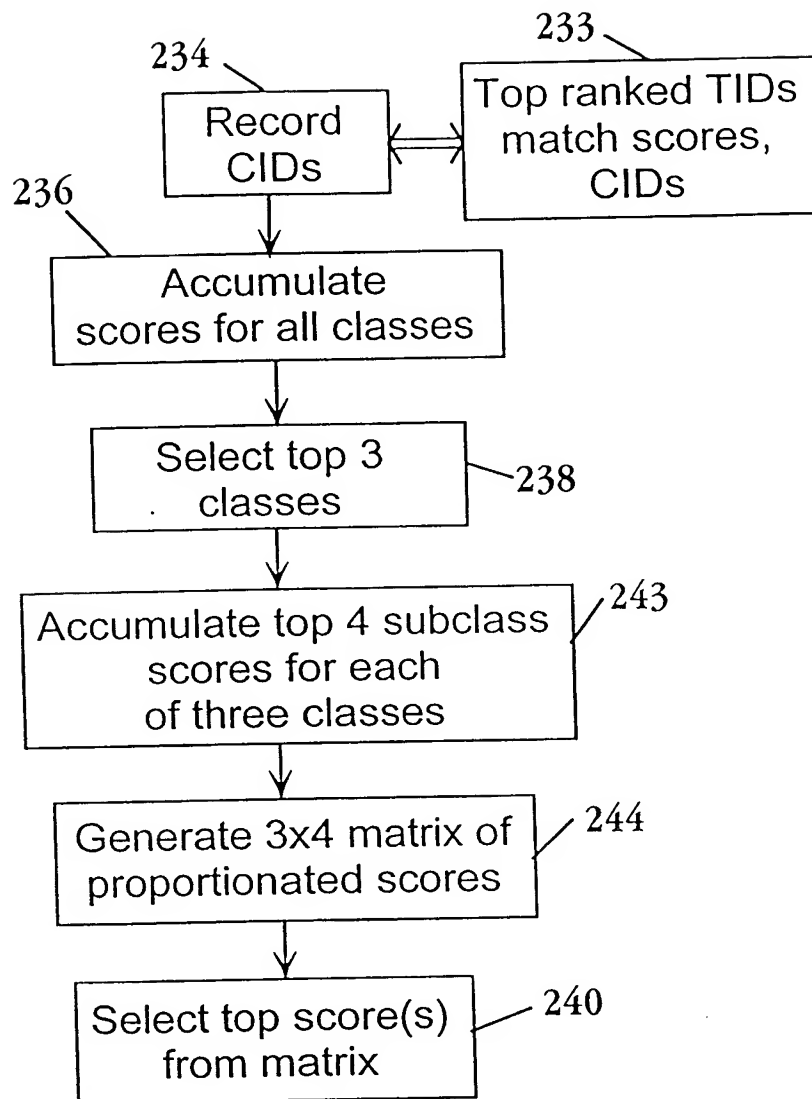 234
233
Record
CIDs
Top ranked TIDs
match scores,
CIDs
236
Accumulate
scores for all classes
Select top 3
classes
238
Accumulate top 4 subclass
scores for each
of three classes
243
Generate 3x4 matrix of
proportionated scores
244
Select top score(s)
from matrix
240